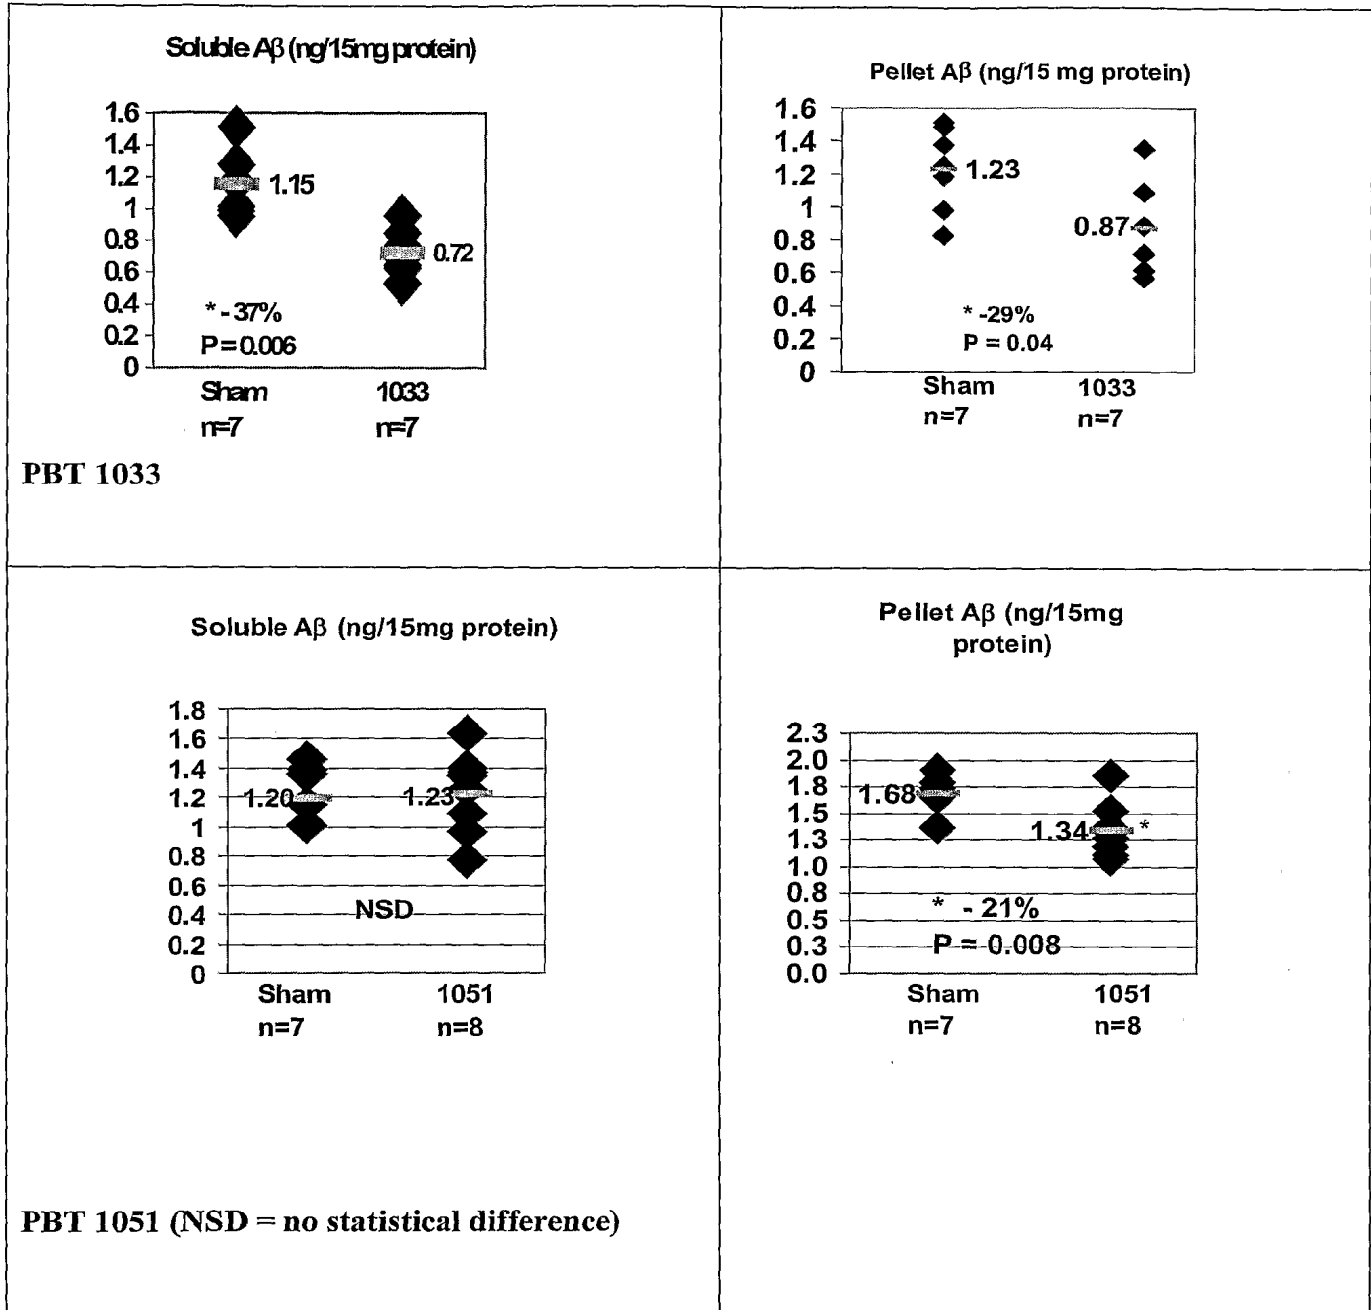 Soluble Aβ (ng/15mg protein)
1.6
1.4
1.2
1
0.8
0.6
0.4
0.2
0
1.15
0.72
* -37%
P=0.006
Sham 1033
n=7 n=7
PBT 1033
Pellet Aβ (ng/15 mg protein)
1.6
1.4
1.2
1.0
0.8
0.6
0.4
0.2
0
1.23
0.87
* -29%
P = 0.04
Sham 1033
n=7 n=7
Soluble Aβ (ng/15mg protein)
1.8
1.6
1.4
1.2
1
0.8
0.6
0.4
0.2
0
1.20
1.23
NSD
Sham 1051
n=7 n=8
PBT 1051 (NSD = no statistical difference)
Pellet Aβ (ng/15mg
protein)
2.3
2.0
1.8
1.5
1.3
1.0
0.8
0.5
0.3
0.0
1.68
1.34 *
* - 21%
P = 0.008
Sham 1051
n=7 n=8